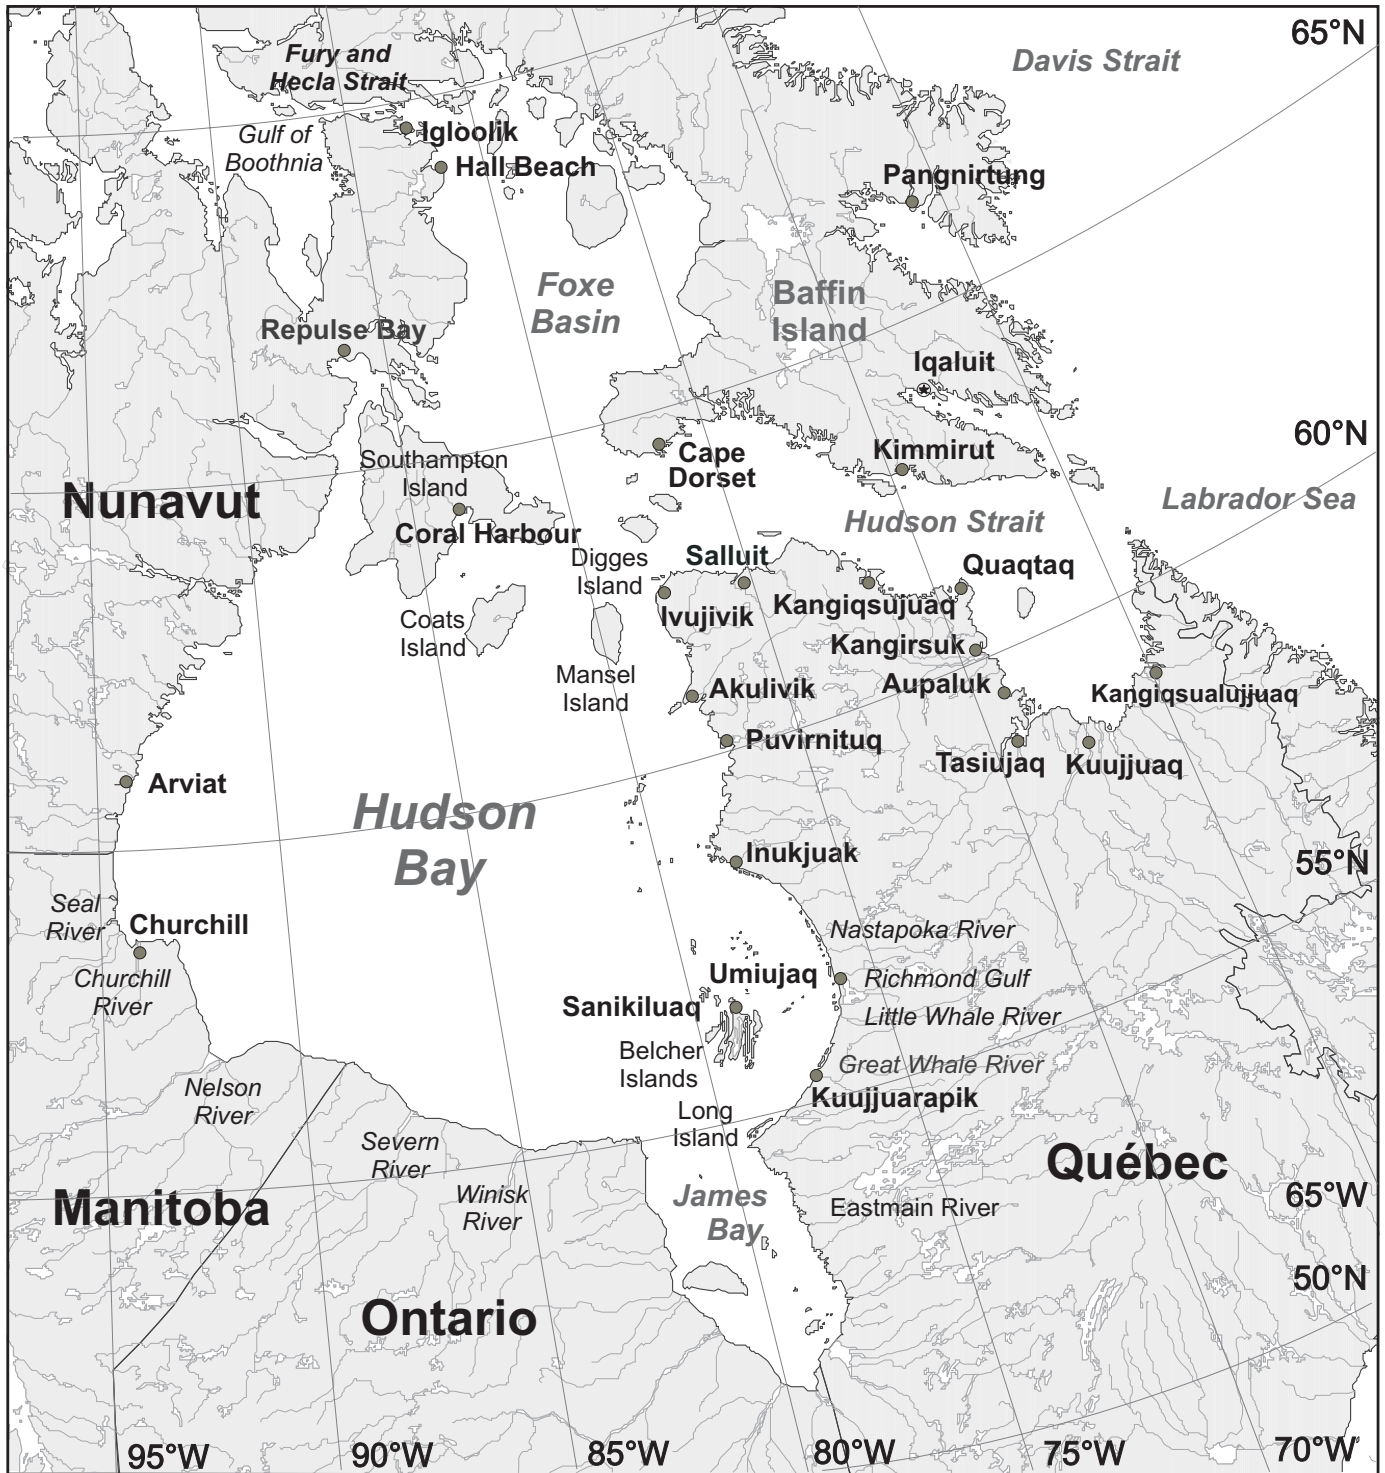 65°N
Davis Strait
Fury and
Hecla Strait
Gulf of
Boothnia
Igloolik
Hall Beach
Pangnirtung
Foxe
Basin
Baffin
Island
Repulse Bay
Iqaluit
60°N
Cape
Dorset
Kimmirut
Southampton
Island
Nunavut
Labrador Sea
Coral Harbour
Hudson Strait
Digges
Island
Salluit
Quaqtaq
Ivujivik
Kangiqsujuaq
Coats
Island
Kangirsuk
Mansel
Island
Akulivik
Aupaluk
Kangiqsualujjuaq
Puvirnituq
Tasiujaq
Kuujjuaq
Arviat
Hudson
Bay
Inukjuak
55°N
Seal
River
Churchill
Nastapoka River
Churchill
River
Umiujaq
Richmond Gulf
Sanikiluaq
Little Whale River
Belcher
Islands
Great Whale River
Kuujjuarapik
Nelson
River
Long
Island
Severn
River
Québec
Manitoba
Winisk
River
James
Bay
Eastmain River
65°W
50°N
Ontario
95°W
90°W
85°W
80°W
75°W
70°W